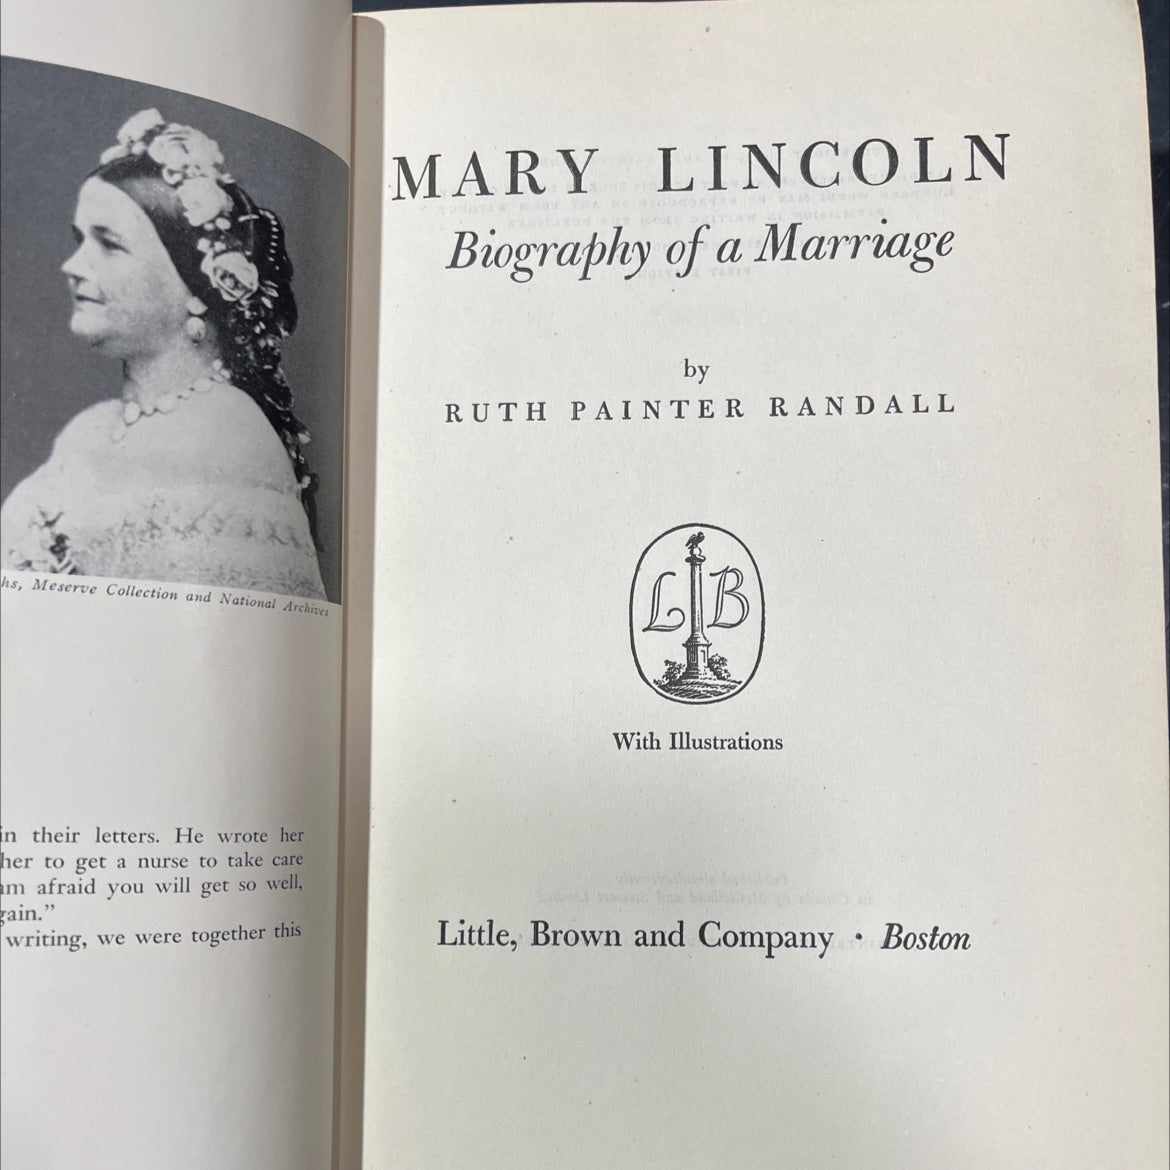 hs, Meserve Collection and National Archives
in their letters. He wrote her
her to get a nurse to take care
am afraid you will get so well,
gain.”
writing, we were together this
MARY LINCOLN
Biography of a Marriage
by
RUTH PAINTER RANDALL
L B
With Illustrations
Little, Brown and Company · Boston